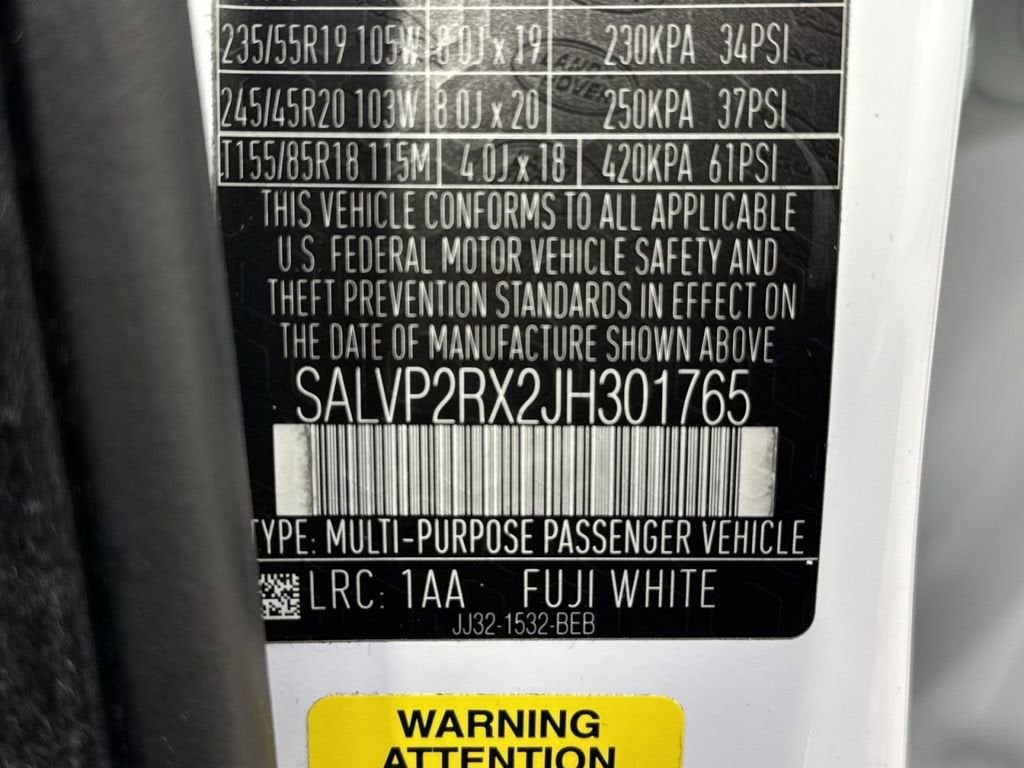 235/55R19 105W 8.0J x 19 230KPA 34PSI
245/45R20 103W 8.0J x 20 250KPA 37PSI
T155/85R18 115M 4.0J x 18 420KPA 61PSI
THIS VEHICLE CONFORMS TO ALL APPLICABLE
U.S. FEDERAL MOTOR VEHICLE SAFETY AND
THEFT PREVENTION STANDARDS IN EFFECT ON
THE DATE OF MANUFACTURE SHOWN ABOVE
SALVP2RX2JH301765
TYPE: MULTI-PURPOSE PASSENGER VEHICLE
LRC: 1AA FUJI WHITE
JJ32-1532-BEB
WARNING
ATTENTION